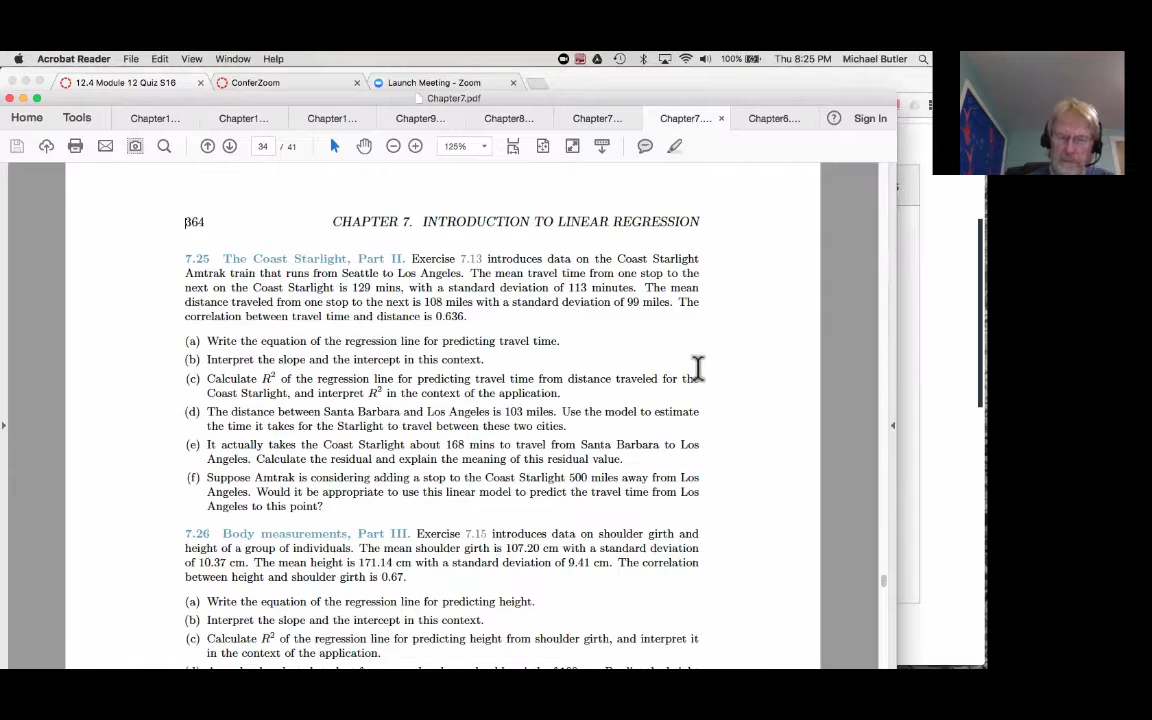 Acrobat Reader File Edit View Window Help 100% Thu 8:25 PM Michael Butler
12.4 Module 12 Quiz S16 × ConferZoom × Launch Meeting - Zoom ×
Chapter7.pdf
Home Tools Chapter1... Chapter1... Chapter1... Chapter9... Chapter8... Chapter7... Chapter7.... × Chapter6.... Sign In
34 / 41 125%
364 CHAPTER 7. INTRODUCTION TO LINEAR REGRESSION
7.25 The Coast Starlight, Part II. Exercise 7.13 introduces data on the Coast Starlight
Amtrak train that runs from Seattle to Los Angeles. The mean travel time from one stop to the
next on the Coast Starlight is 129 mins, with a standard deviation of 113 minutes. The mean
distance traveled from one stop to the next is 108 miles with a standard deviation of 99 miles. The
correlation between travel time and distance is 0.636.
(a) Write the equation of the regression line for predicting travel time.
(b) Interpret the slope and the intercept in this context.
(c) Calculate R² of the regression line for predicting travel time from distance traveled for the
Coast Starlight, and interpret R² in the context of the application.
(d) The distance between Santa Barbara and Los Angeles is 103 miles. Use the model to estimate
the time it takes for the Starlight to travel between these two cities.
(e) It actually takes the Coast Starlight about 168 mins to travel from Santa Barbara to Los
Angeles. Calculate the residual and explain the meaning of this residual value.
(f) Suppose Amtrak is considering adding a stop to the Coast Starlight 500 miles away from Los
Angeles. Would it be appropriate to use this linear model to predict the travel time from Los
Angeles to this point?
7.26 Body measurements, Part III. Exercise 7.15 introduces data on shoulder girth and
height of a group of individuals. The mean shoulder girth is 107.20 cm with a standard deviation
of 10.37 cm. The mean height is 171.14 cm with a standard deviation of 9.41 cm. The correlation
between height and shoulder girth is 0.67.
(a) Write the equation of the regression line for predicting height.
(b) Interpret the slope and the intercept in this context.
(c) Calculate R² of the regression line for predicting height from shoulder girth, and interpret it
in the context of the application.